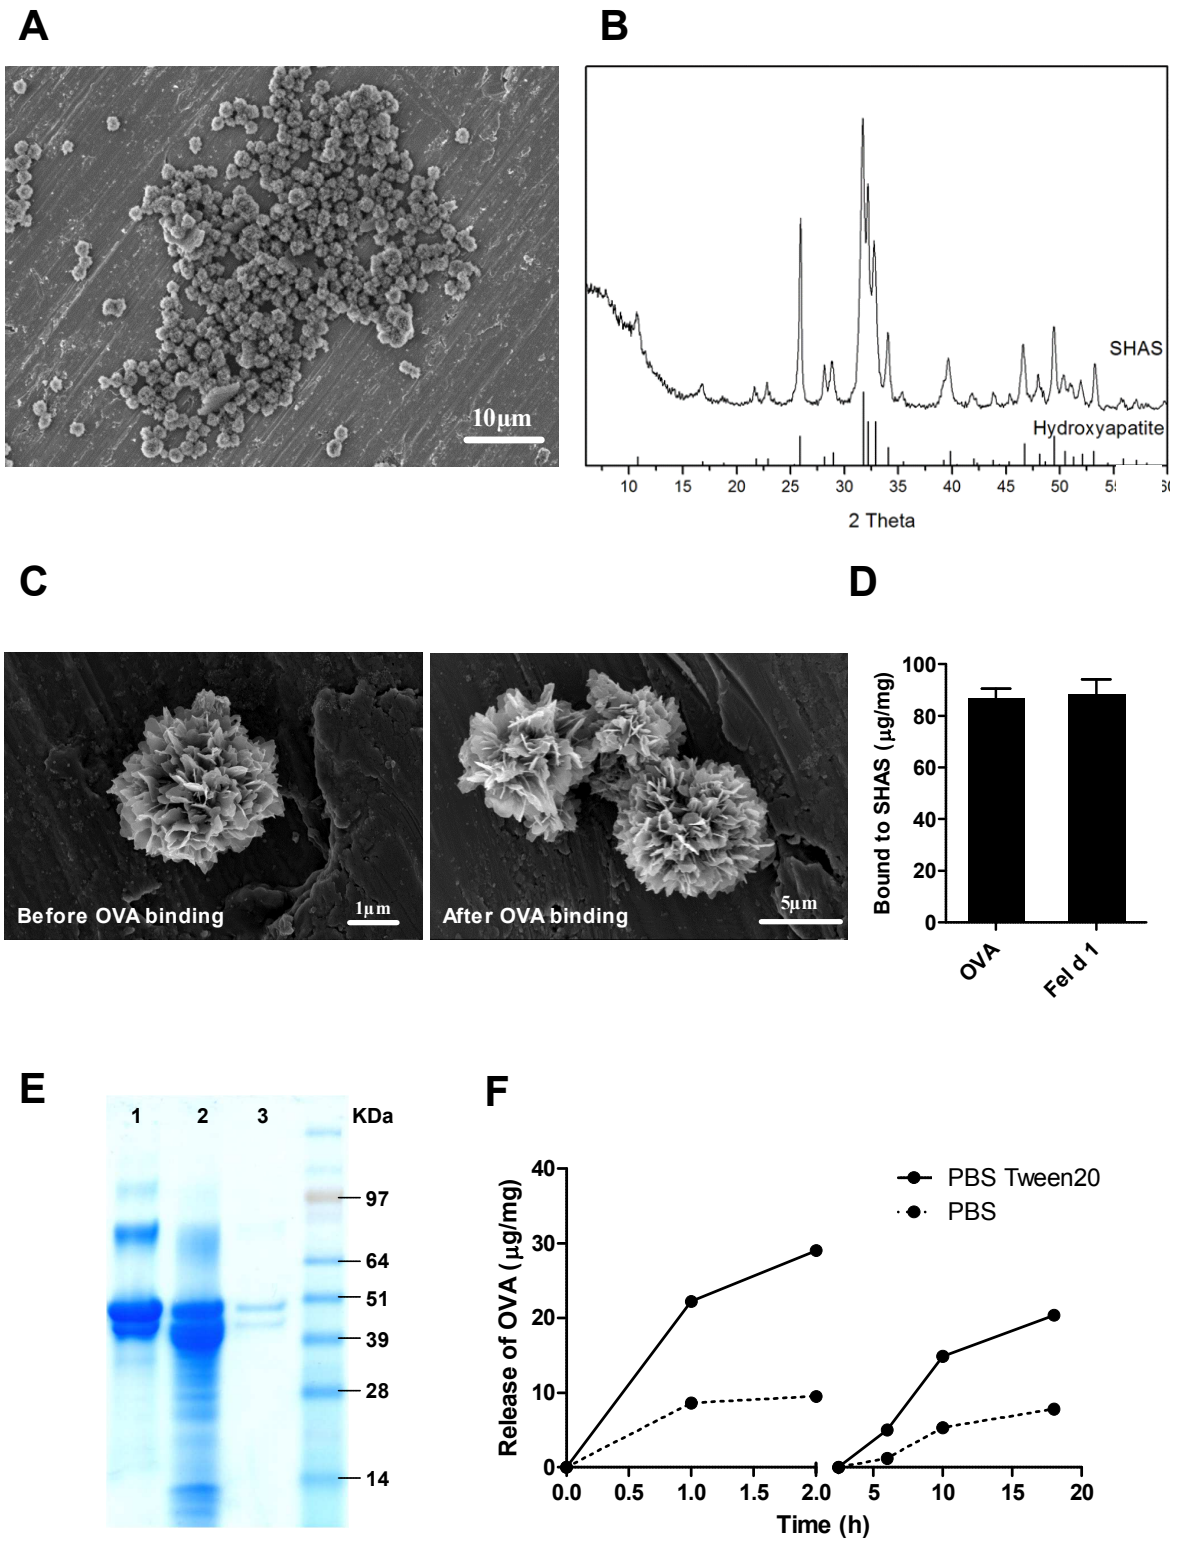 A
B
10μm
SHAS
Hydroxyapatite
10 15 20 25 30 35 40 45 50
2 Theta
C
D
Before OVA binding
1μm
After OVA binding
5μm
Bound to SHAS (μg/mg)
100
80
60
40
20
0
OVA
Fel d 1
E
F
1 2 3 KDa
97
64
51
39
28
14
PBS Tween20
PBS
Release of OVA (μg/mg)
40
30
20
10
0
0.0 0.5 1.0 1.5 2.0 5 10 15 20
Time (h)